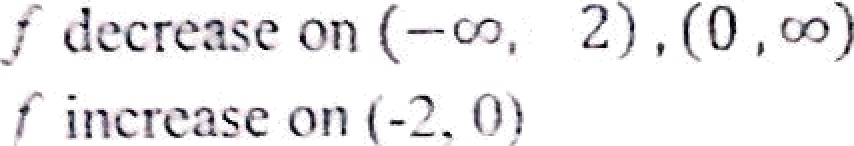 f decrease on (−∞, 2), (0, ∞)
f increase on (-2, 0)